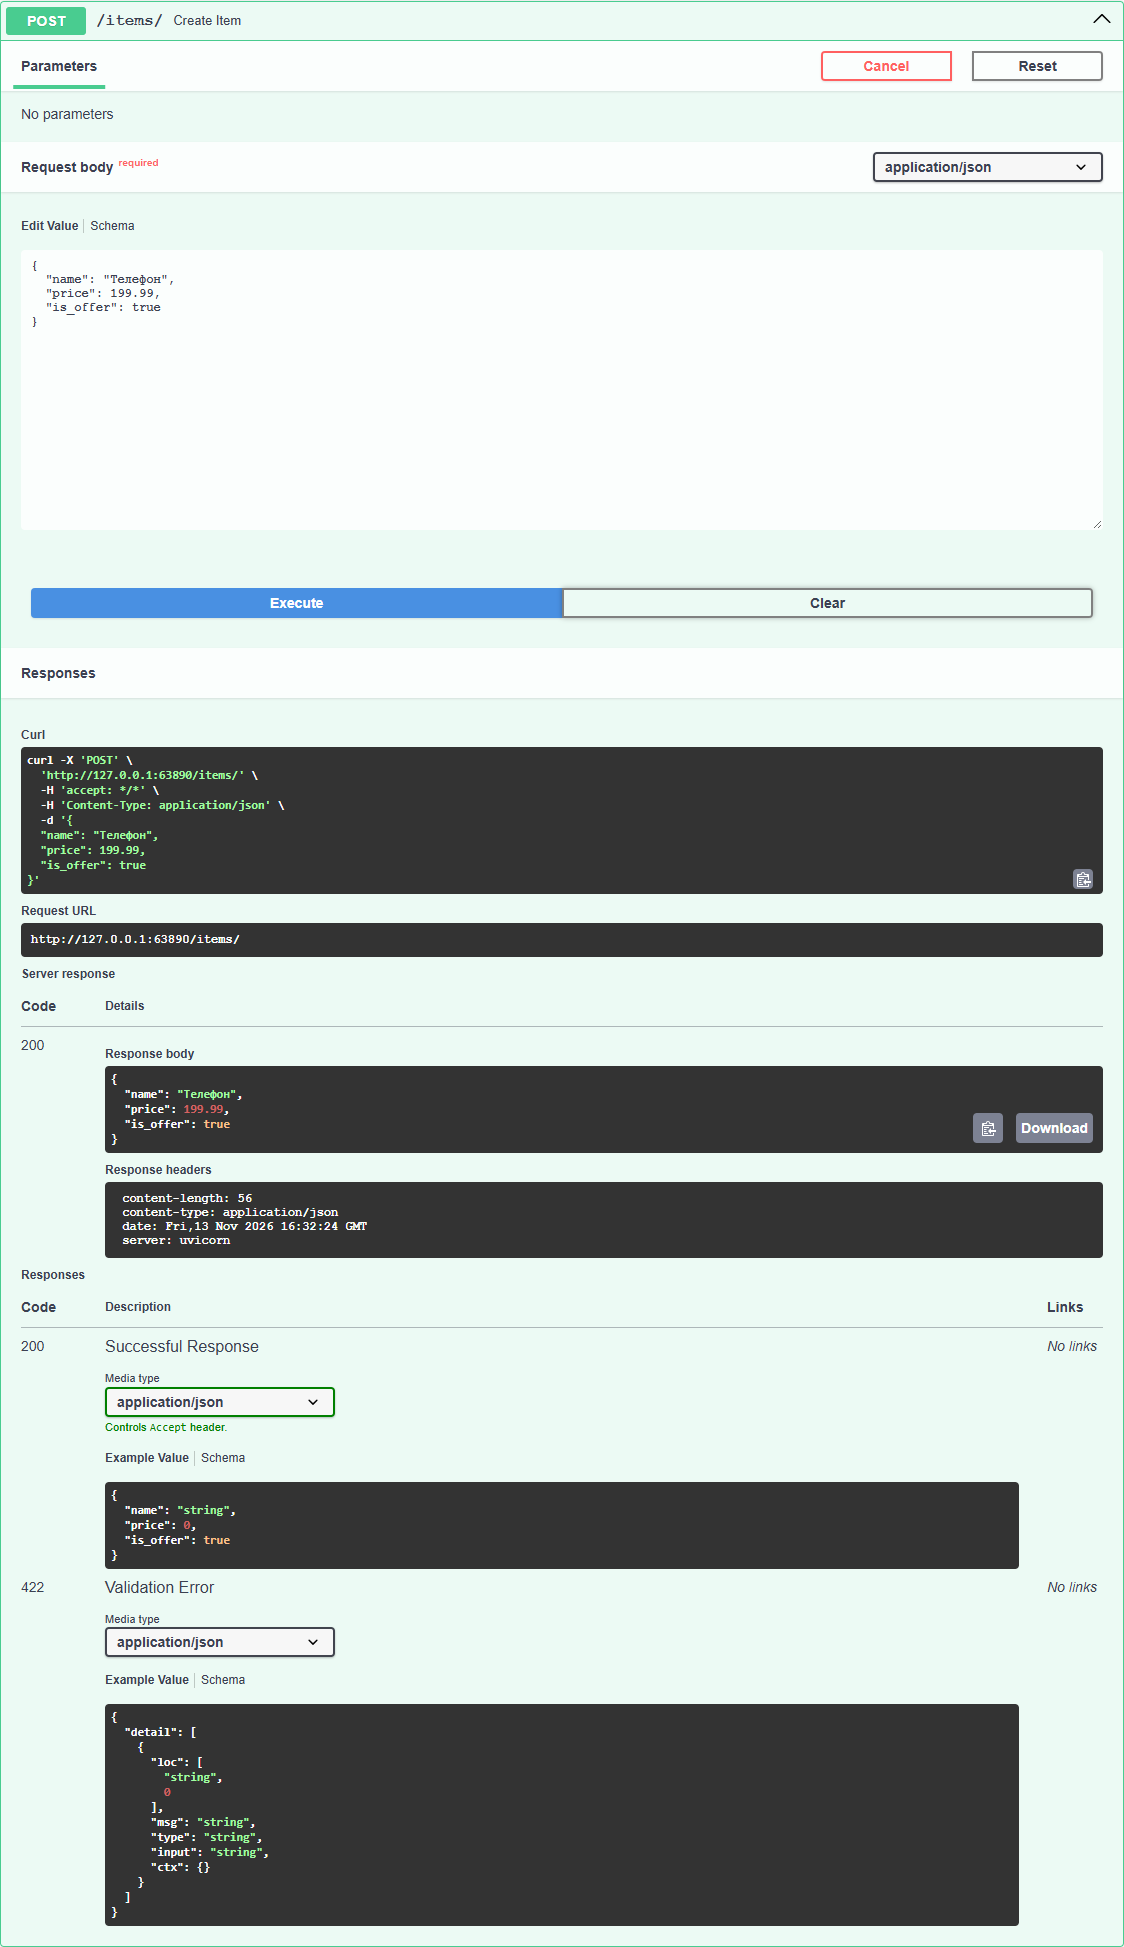 POST /items/ Create Item
Parameters Cancel Reset
No parameters
Request body required application/json
Edit Value Schema
{
  "name": "Телефон",
  "price": 199.99,
  "is_offer": true
}
Execute Clear
Responses
Curl
curl -X 'POST' \
  'http://127.0.0.1:63890/items/' \
  -H 'accept: */*' \
  -H 'Content-Type: application/json' \
  -d '{
  "name": "Телефон",
  "price": 199.99,
  "is_offer": true
}'
Request URL
http://127.0.0.1:63890/items/
Server response
Code Details
200
Response body
{
  "name": "Телефон",
  "price": 199.99,
  "is_offer": true
}
Download
Response headers
content-length: 56
content-type: application/json
date: Fri,13 Nov 2026 16:32:24 GMT
server: uvicorn
Responses
Code Description Links
200 Successful Response No links
Media type
application/json
Controls Accept header.
Example Value Schema
{
  "name": "string",
  "price": 0,
  "is_offer": true
}
422 Validation Error No links
Media type
application/json
Example Value Schema
{
  "detail": [
    {
      "loc": [
        "string",
        0
      ],
      "msg": "string",
      "type": "string",
      "input": "string",
      "ctx": {}
    }
  ]
}